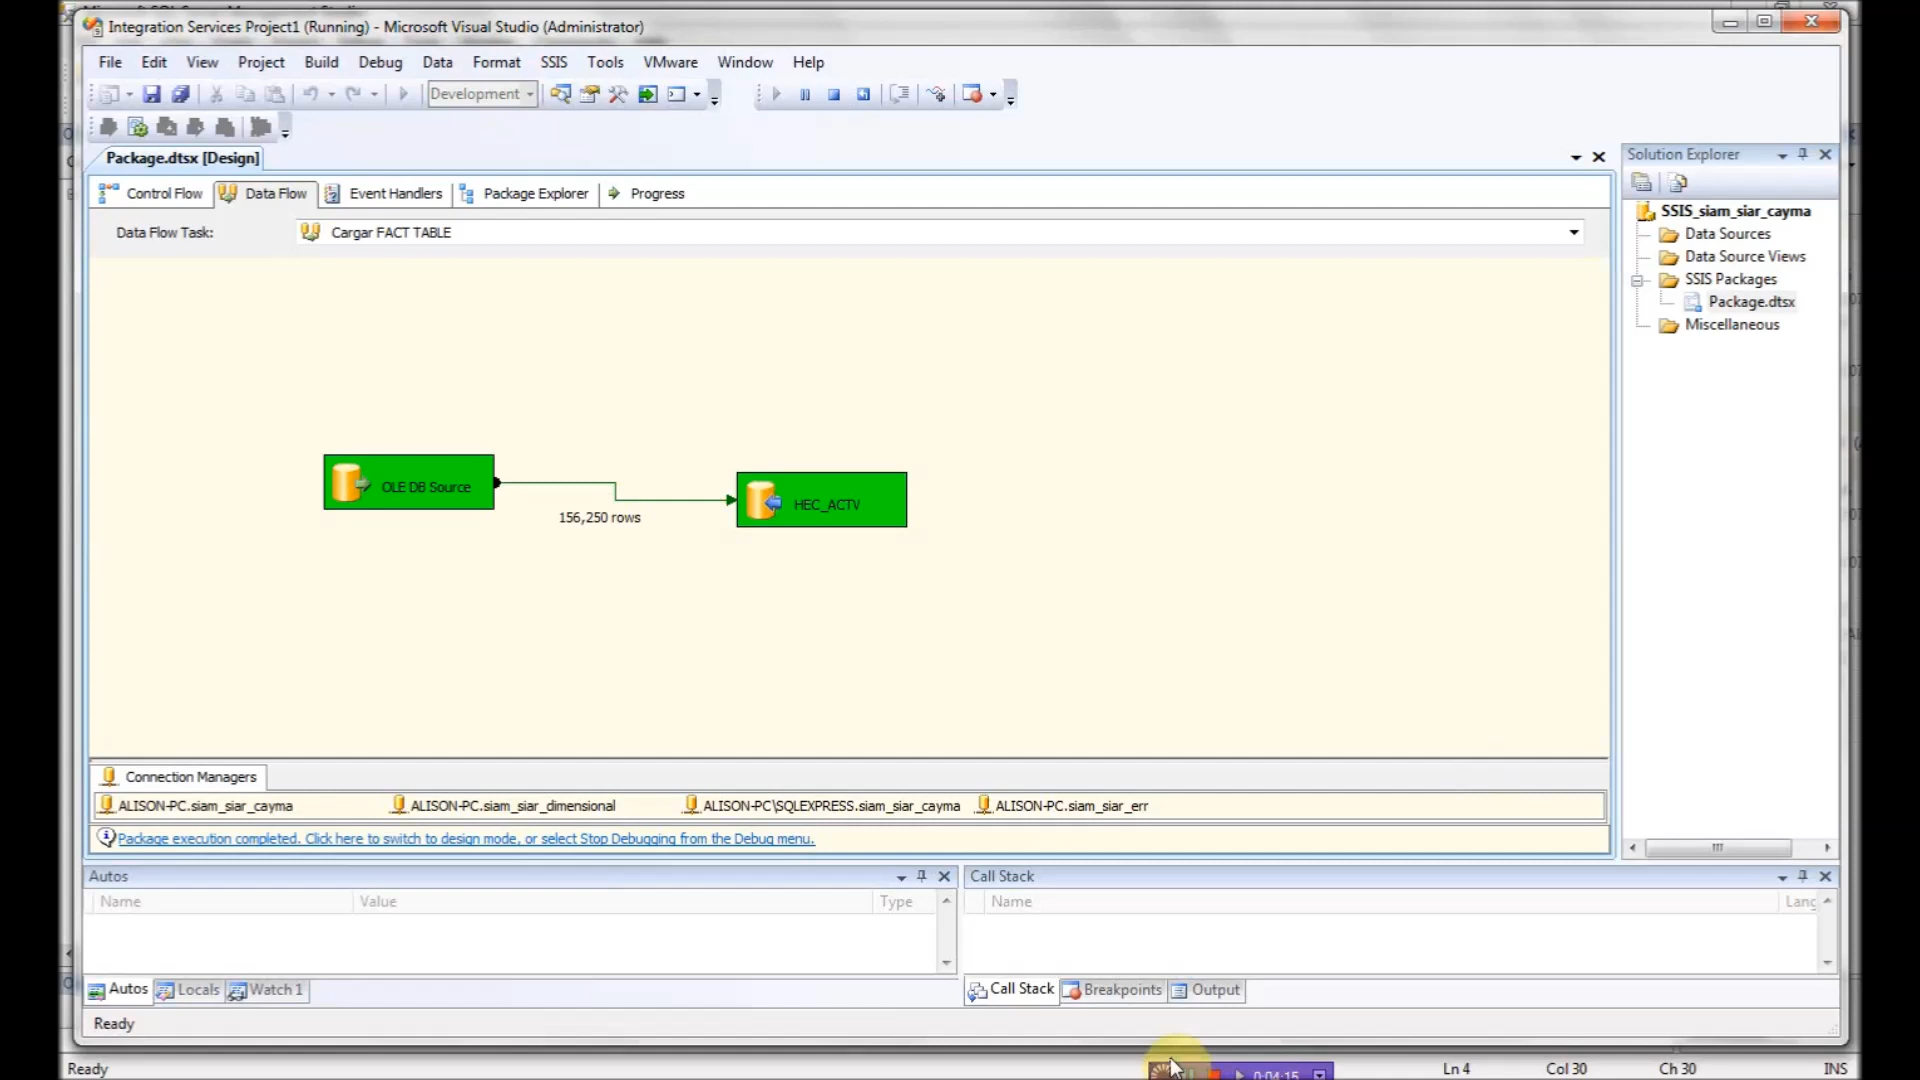 Integration Services Project1 (Running) - Microsoft Visual Studio (Administrator)
File Edit View Project Build Debug Data Format SSIS Tools VMware Window Help
Development
Package.dtsx [Design]
Solution Explorer
Control Flow Data Flow Event Handlers Package Explorer Progress
Data Flow Task: Cargar FACT TABLE
SSIS_siam_siar_cayma
Data Sources
Data Source Views
SSIS Packages
Package.dtsx
Miscellaneous
OLE DB Source
HEC_ACTV
156,250 rows
Connection Managers
ALISON-PC.siam_siar_cayma ALISON-PC.siam_siar_dimensional ALISON-PC\SQLEXPRESS.siam_siar_cayma ALISON-PC.siam_siar_err
Package execution completed. Click here to switch to design mode, or select Stop Debugging from the Debug menu.
Autos
Call Stack
Name Value Type
Name Lang
Autos Locals Watch 1
Call Stack Breakpoints Output
Ready
Ready
0:04:15
Ln 4 Col 30 Ch 30 INS